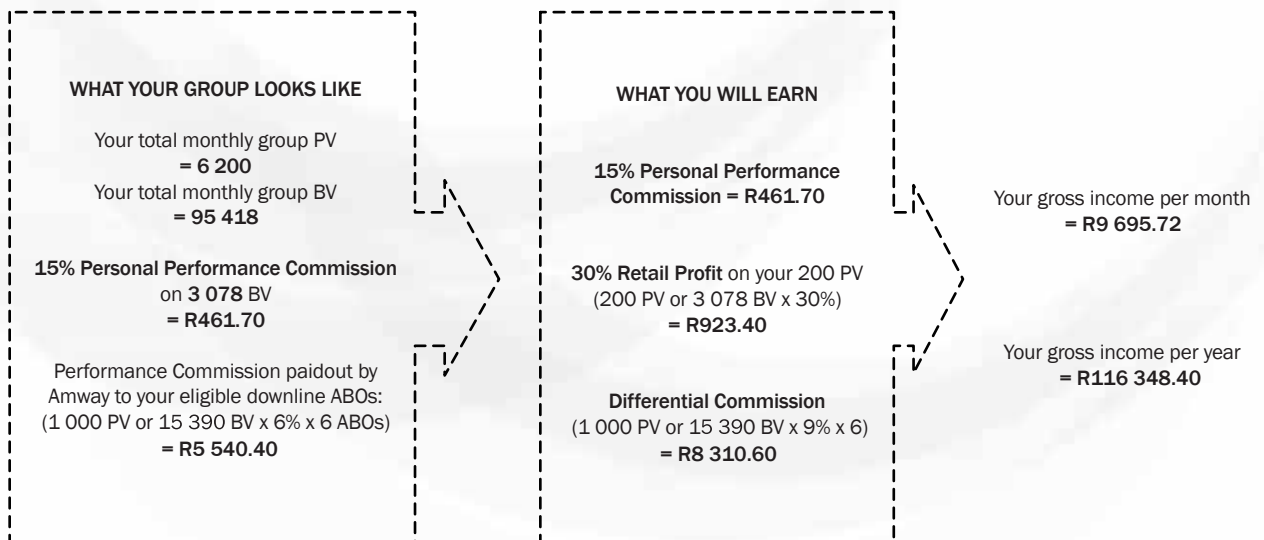 WHAT YOUR GROUP LOOKS LIKE
Your total monthly group PV
= 6 200
Your total monthly group BV
= 95 418
15% Personal Performance Commission
on 3 078 BV
= R461.70
Performance Commission paidout by
Amway to your eligible downline ABOs:
(1 000 PV or 15 390 BV x 6% x 6 ABOs)
= R5 540.40
WHAT YOU WILL EARN
15% Personal Performance
Commission = R461.70
30% Retail Profit on your 200 PV
(200 PV or 3 078 BV x 30%)
= R923.40
Differential Commission
(1 000 PV or 15 390 BV x 9% x 6)
= R8 310.60
Your gross income per month
= R9 695.72
Your gross income per year
= R116 348.40